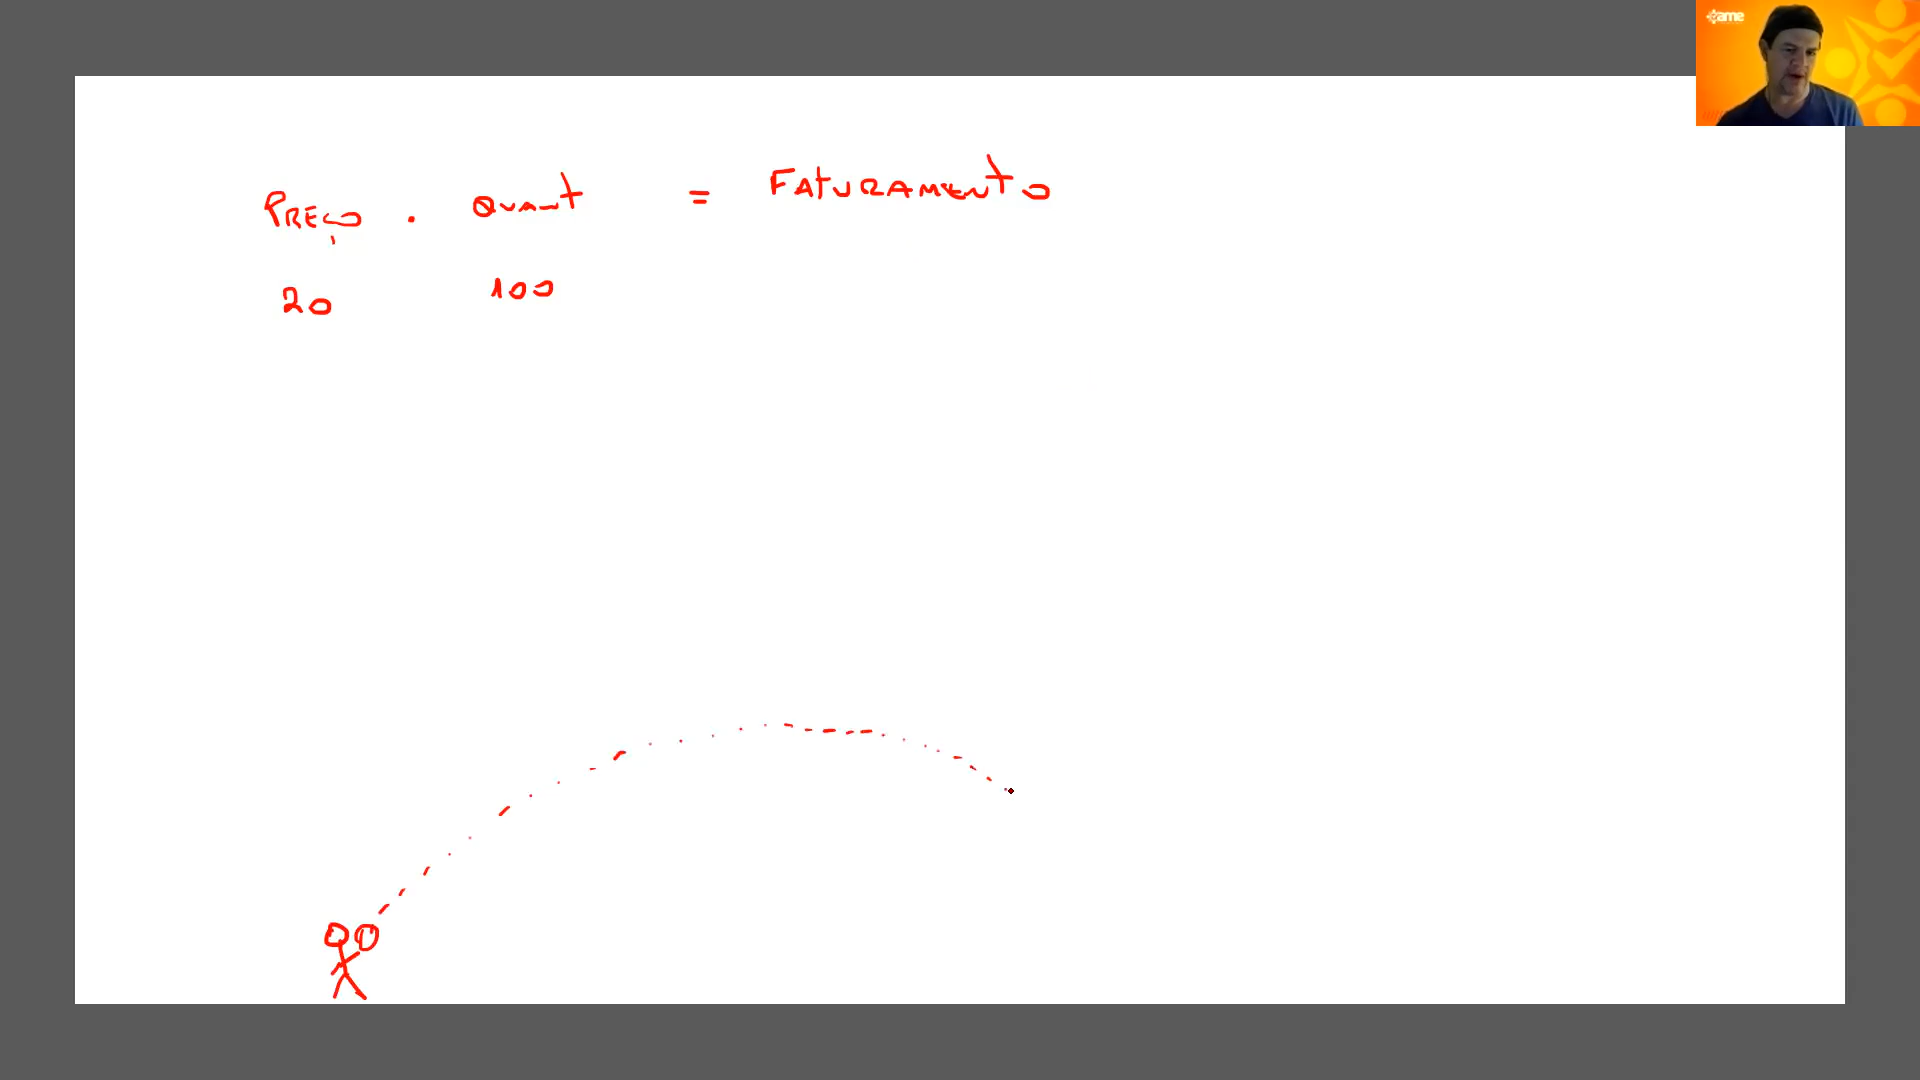 PREÇO . QUANT = FATURAMENTO
20 100